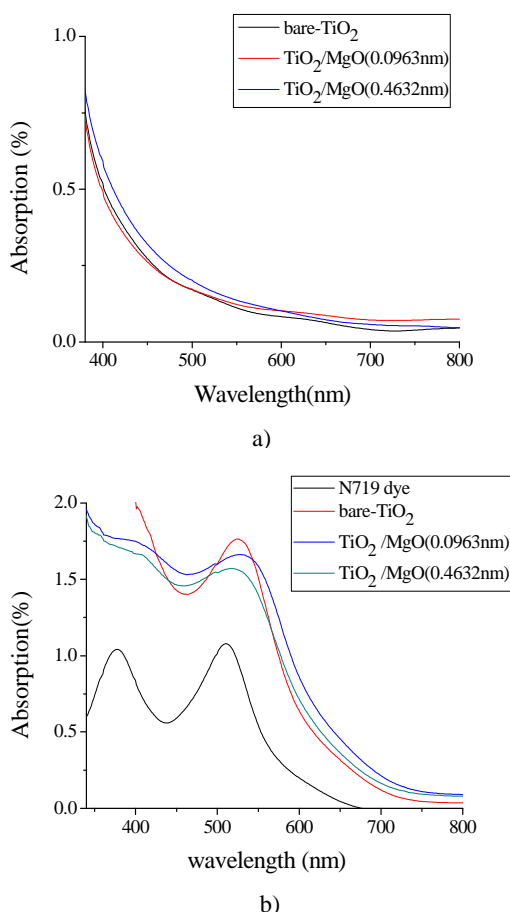 bare-TiO2
TiO2/MgO(0.0963nm)
TiO2/MgO(0.4632nm)
1.0
0.5
0.0
Absorption (%)
400 500 600 700 800
Wavelength(nm)
a)
N719 dye
bare-TiO2
TiO2 /MgO(0.0963nm)
TiO2 /MgO(0.4632nm)
2.0
1.5
1.0
0.5
0.0
Absorption(%)
400 500 600 700 800
wavelength (nm)
b)